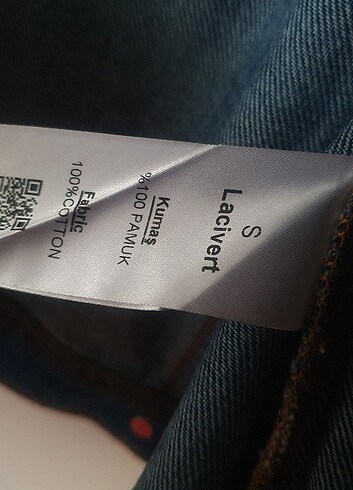 S
Lacivert
Kumaş
%100 PAMUK
Fabric
100%COTTON